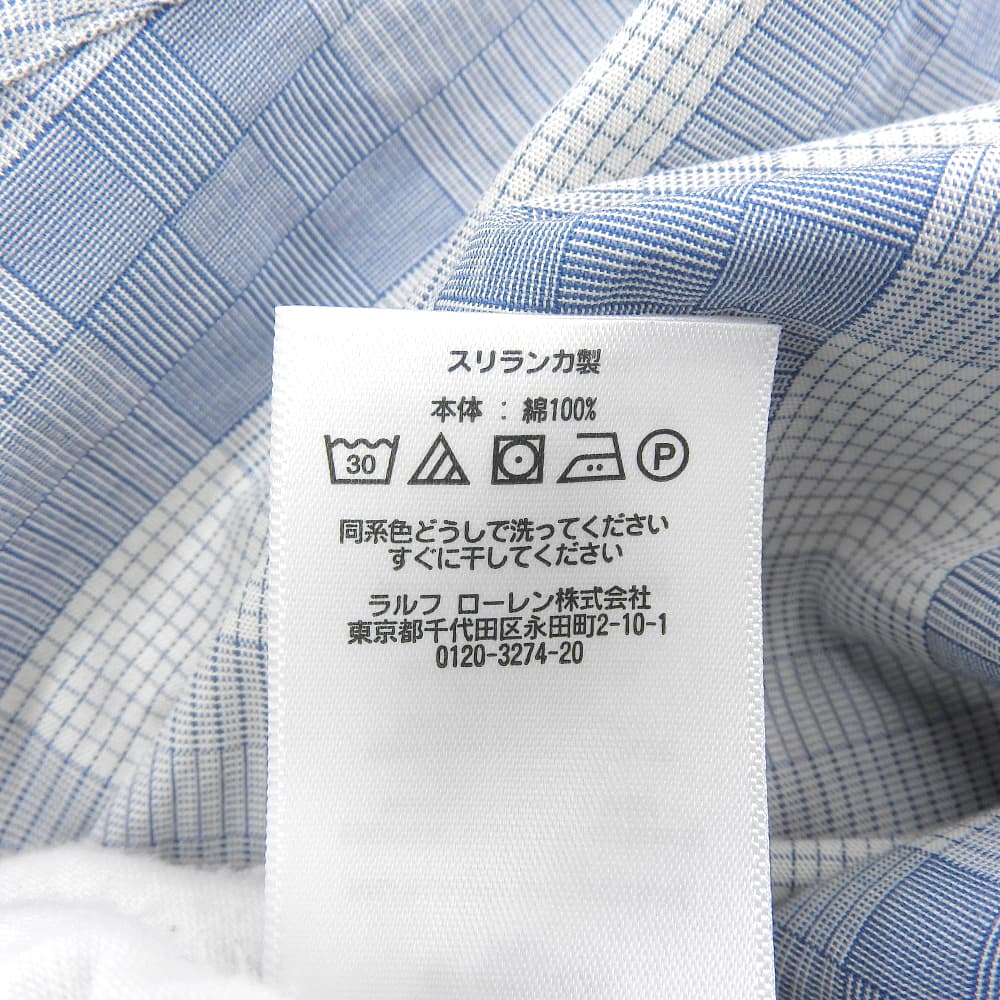 スリランカ製
本体 : 綿100%
30 P
同系色どうしで洗ってください
すぐに干してください
ラルフ ローレン株式会社
東京都千代田区永田町2-10-1
0120-3274-20